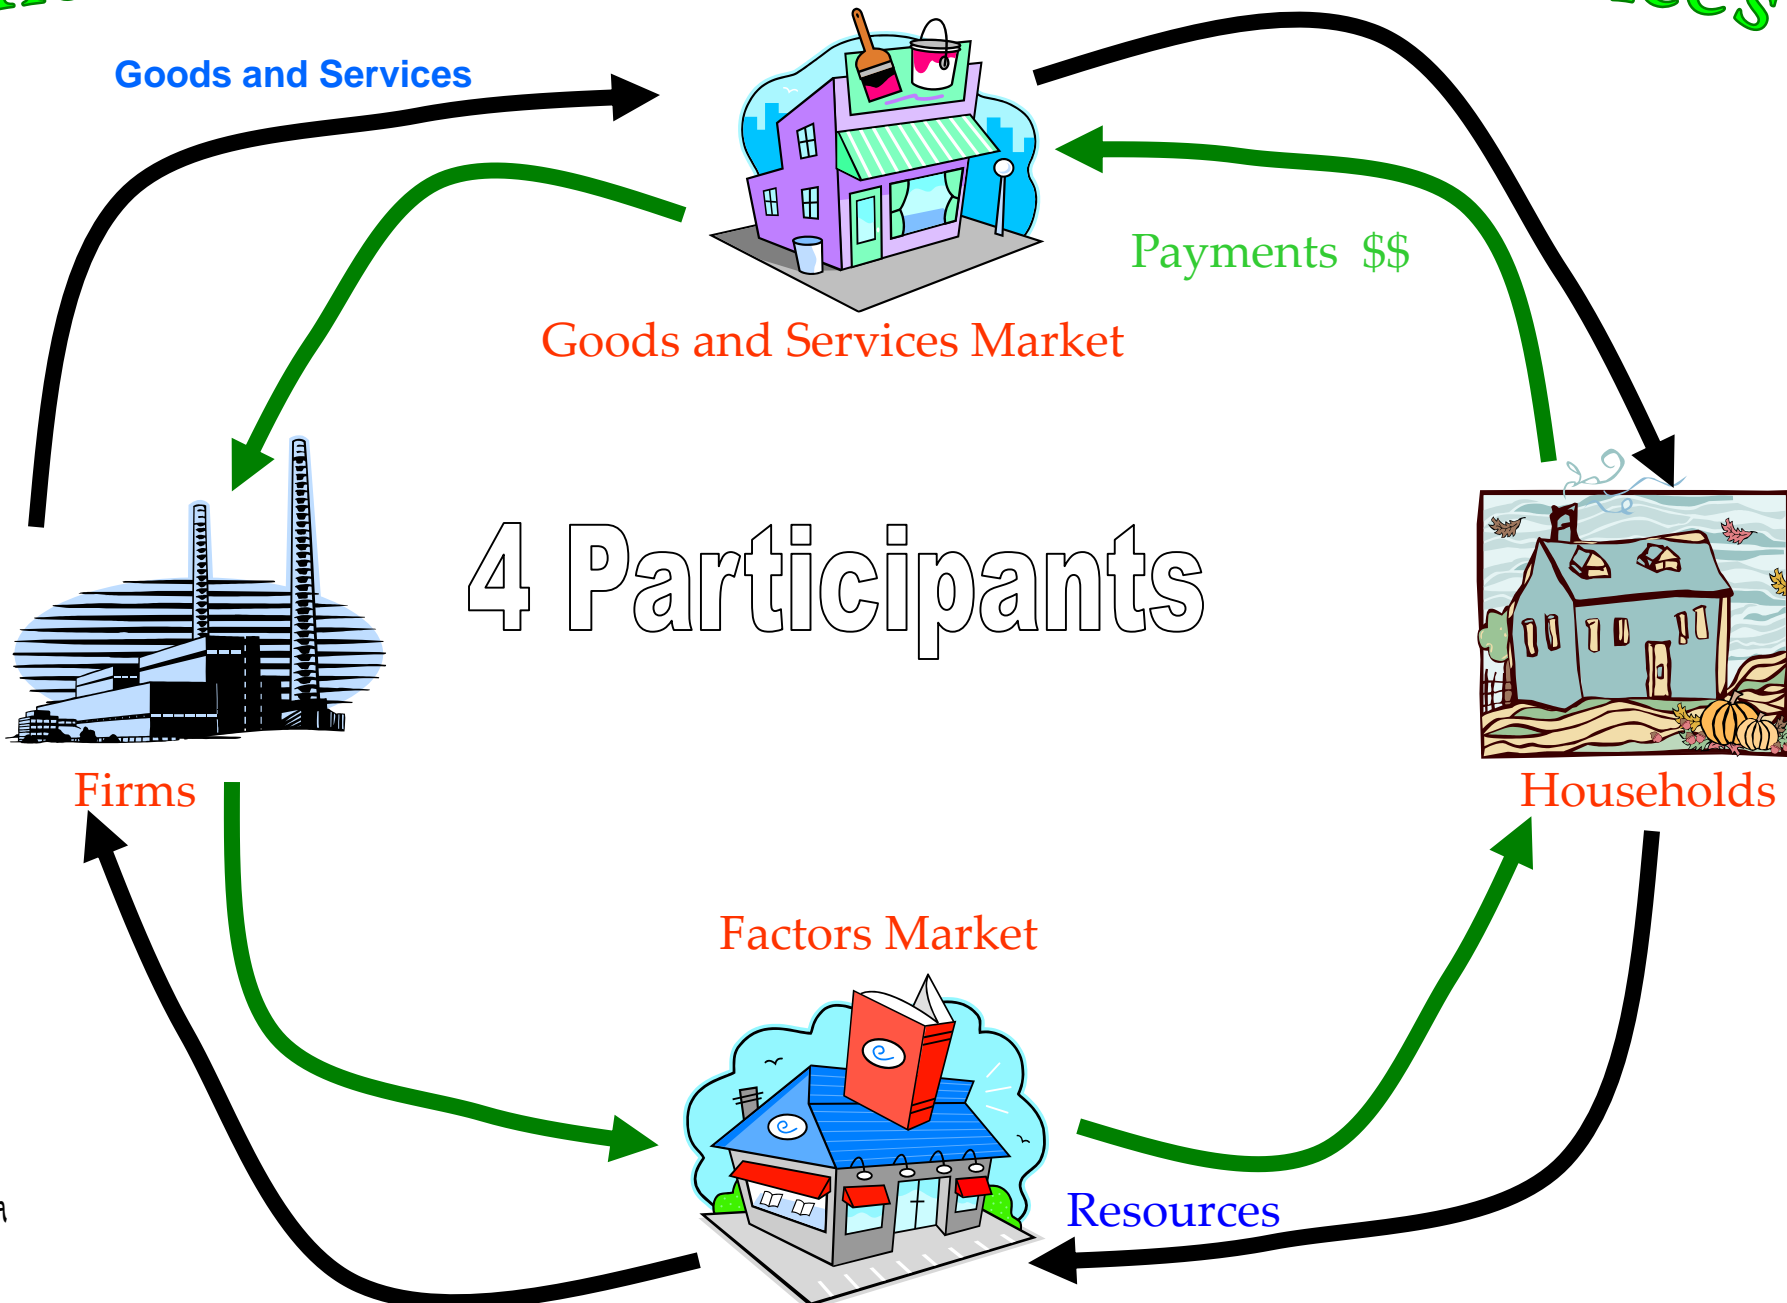 Goods and Services
Payments $$
Goods and Services Market
4 Participants
Firms
Households
Factors Market
Resources